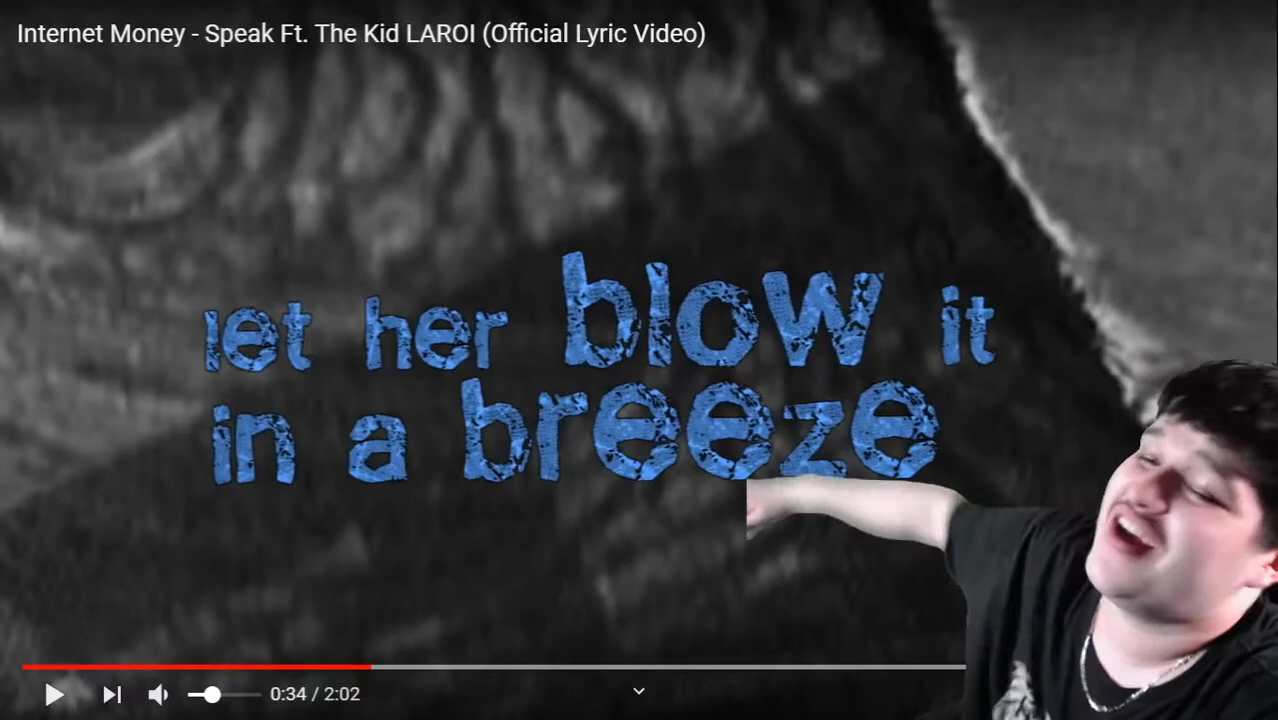 Internet Money - Speak Ft. The Kid LAROI (Official Lyric Video)
let her blow it
in a breeze
0:34 / 2:02